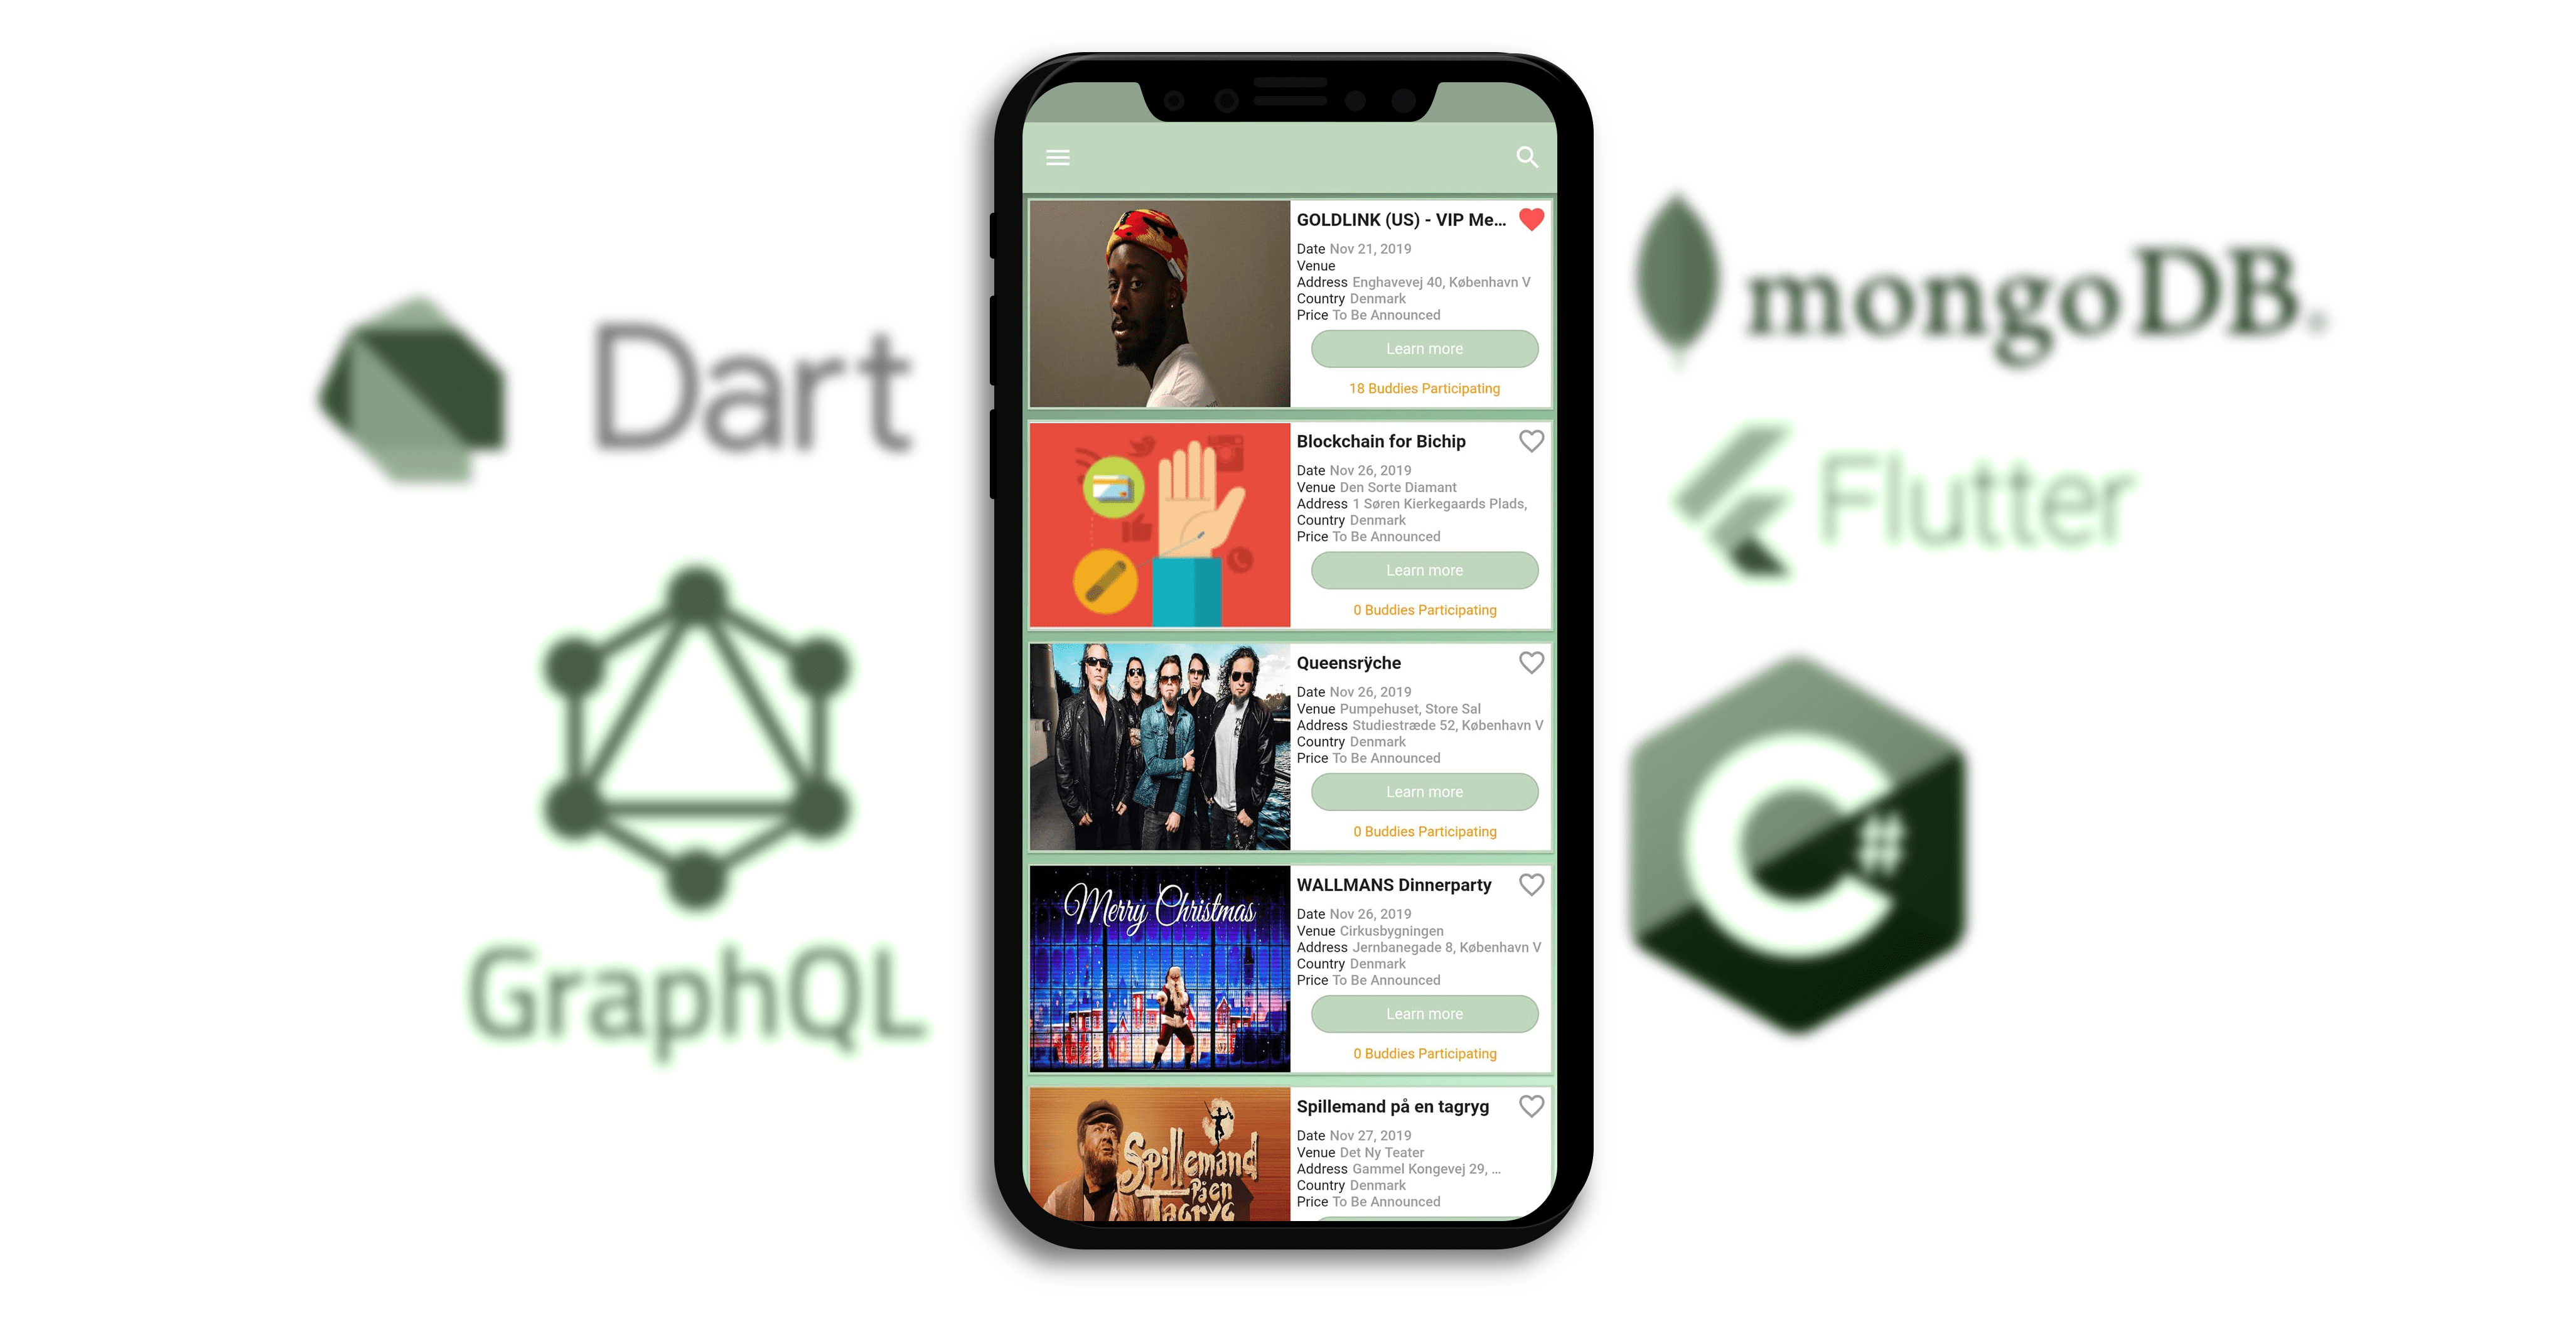 Dart
GraphQL
GOLDLINK (US) - VIP Me...
Date Nov 21, 2019
Venue
Address Enghavevej 40, København V
Country Denmark
Price To Be Announced
Learn more
18 Buddies Participating
Blockchain for Bichip
Date Nov 26, 2019
Venue Den Sorte Diamant
Address 1 Søren Kierkegaards Plads,
Country Denmark
Price To Be Announced
Learn more
0 Buddies Participating
Queensrÿche
Date Nov 26, 2019
Venue Pumpehuset, Store Sal
Address Studiestræde 52, København V
Country Denmark
Price To Be Announced
Learn more
0 Buddies Participating
Merry Christmas
WALLMANS Dinnerparty
Date Nov 26, 2019
Venue Cirkusbygningen
Address Jernbanegade 8, København V
Country Denmark
Price To Be Announced
Learn more
0 Buddies Participating
Spillemand
På en
Tagryg
Spillemand på en tagryg
Date Nov 27, 2019
Venue Det Ny Teater
Address Gammel Kongevej 29, ...
Country Denmark
Price To Be Announced
mongoDB®
Flutter
C#